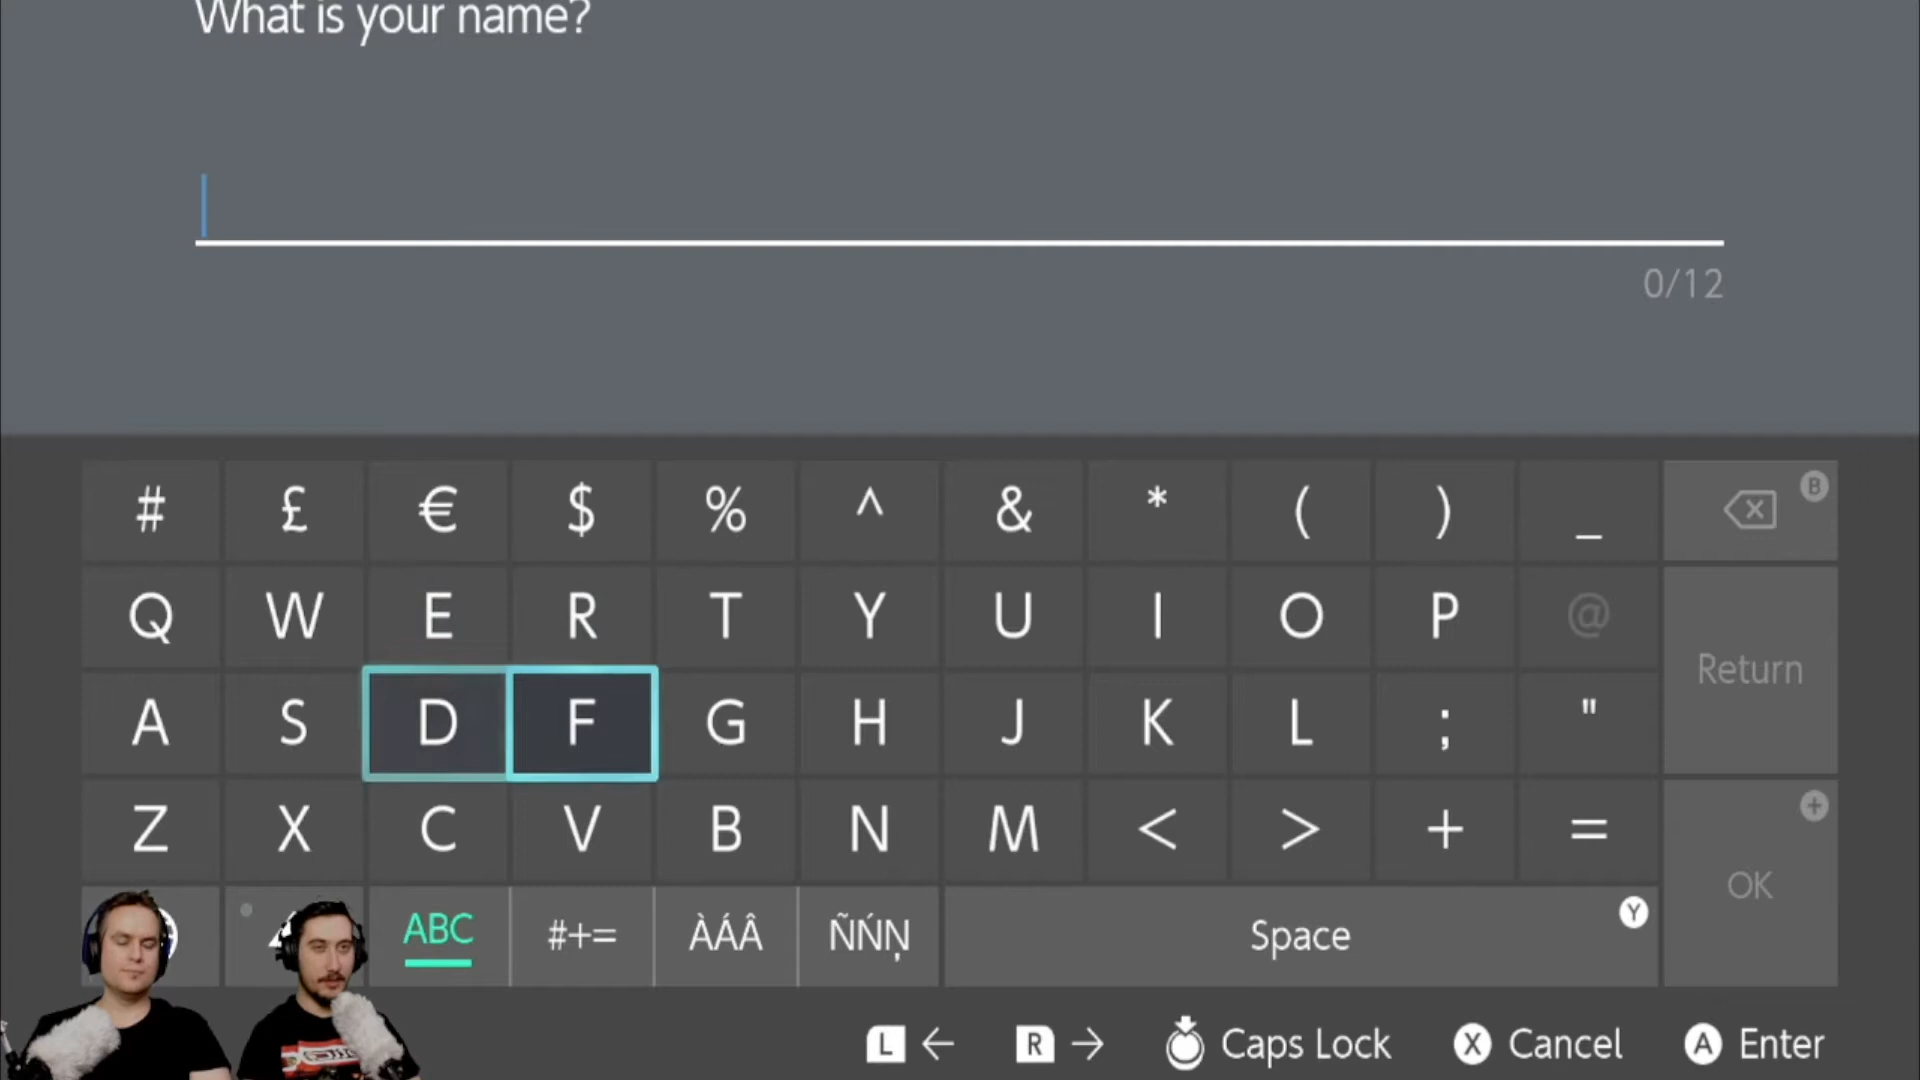 What is your name?
0/12
# £ € $ % ^ & * ( ) _ B
Q W E R T Y U I O P @
Return
A S D F G H J K L ; "
Z X C V B N M < > + = +
OK
ABC #+= ÀÁÂ ÑŃŅ Space Y
L ← R → Caps Lock X Cancel A Enter